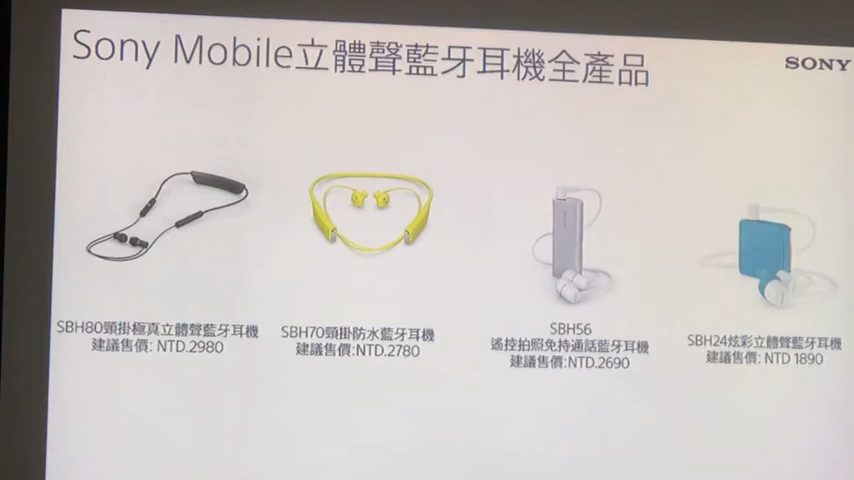 Sony Mobile立體聲藍牙耳機全產品
SONY
SBH80頸掛極真立體聲藍牙耳機
建議售價: NTD.2980
SBH70頸掛防水藍牙耳機
建議售價:NTD.2780
SBH56
遙控拍照免持通話藍牙耳機
建議售價:NTD.2690
SBH24炫彩立體聲藍牙耳機
建議售價: NTD 1890